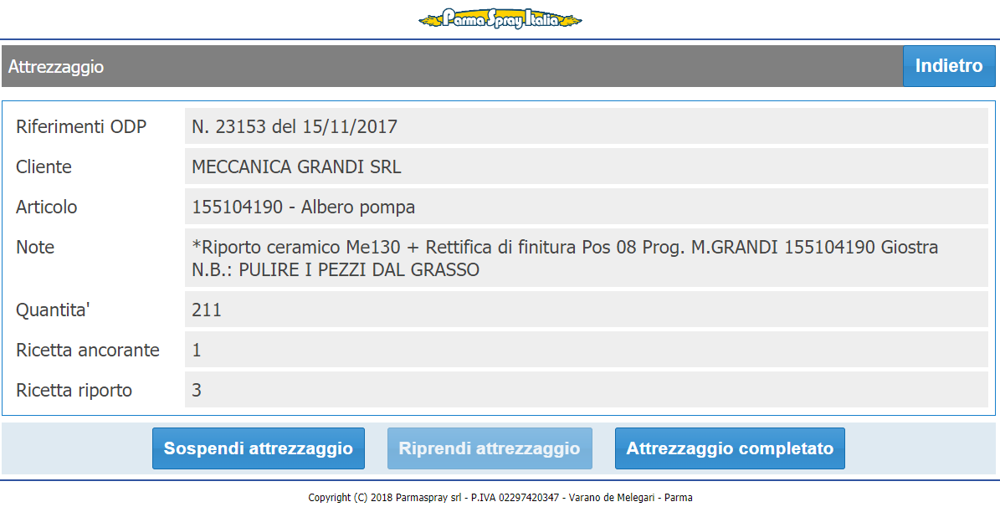 Parma Spray Italia
Attrezzaggio
Indietro
Riferimenti ODP
N. 23153 del 15/11/2017
Cliente
MECCANICA GRANDI SRL
Articolo
155104190 - Albero pompa
Note
*Riporto ceramico Me130 + Rettifica di finitura Pos 08 Prog. M.GRANDI 155104190 Giostra
N.B.: PULIRE I PEZZI DAL GRASSO
Quantita'
211
Ricetta ancorante
1
Ricetta riporto
3
Sospendi attrezzaggio
Riprendi attrezzaggio
Attrezzaggio completato
Copyright (C) 2018 Parmaspray srl - P.IVA 02297420347 - Varano de Melegari - Parma